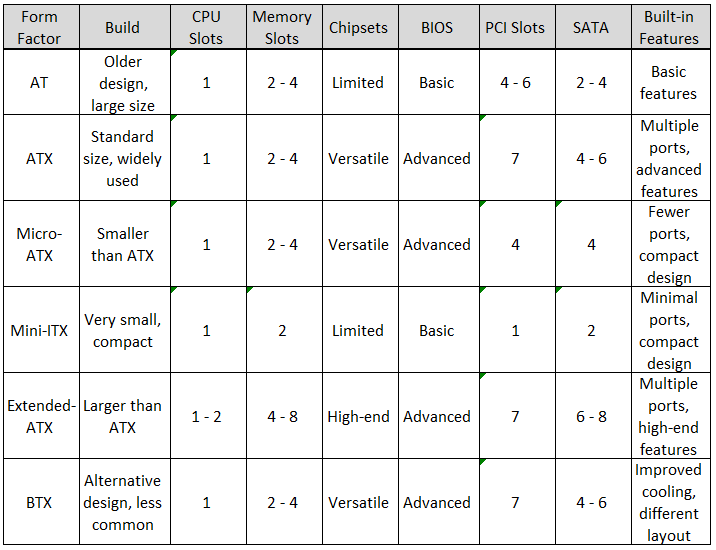 Form Factor | Build | CPU Slots | Memory Slots | Chipsets | BIOS | PCI Slots | SATA | Built-in Features
AT | Older design, large size | 1 | 2 - 4 | Limited | Basic | 4 - 6 | 2 - 4 | Basic features
ATX | Standard size, widely used | 1 | 2 - 4 | Versatile | Advanced | 7 | 4 - 6 | Multiple ports, advanced features
Micro-ATX | Smaller than ATX | 1 | 2 - 4 | Versatile | Advanced | 4 | 4 | Fewer ports, compact design
Mini-ITX | Very small, compact | 1 | 2 | Limited | Basic | 1 | 2 | Minimal ports, compact design
Extended-ATX | Larger than ATX | 1 - 2 | 4 - 8 | High-end | Advanced | 7 | 6 - 8 | Multiple ports, high-end features
BTX | Alternative design, less common | 1 | 2 - 4 | Versatile | Advanced | 7 | 4 - 6 | Improved cooling, different layout